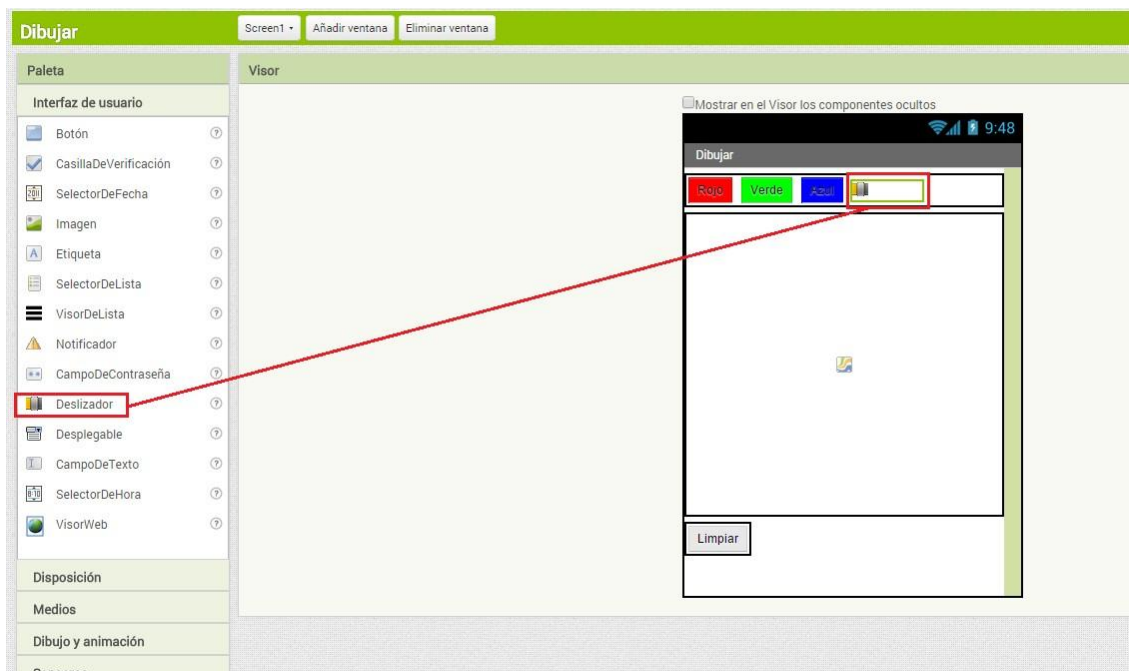 Dibujar
Screen1
Añadir ventana
Eliminar ventana
Paleta
Visor
Interfaz de usuario
Botón
CasillaDeVerificación
SelectorDeFecha
Imagen
Etiqueta
SelectorDeLista
VisorDeLista
Notificador
CampoDeContraseña
Deslizador
Desplegable
CampoDeTexto
SelectorDeHora
VisorWeb
Disposición
Medios
Dibujo y animación
Mostrar en el Visor los componentes ocultos
9:48
Dibujar
Rojo
Verde
Azul
Limpiar